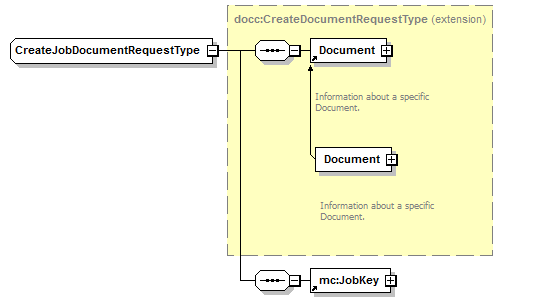 docc:CreateDocumentRequestType (extension)
CreateJobDocumentRequestType
Document
Information about a specific
Document.
Document
Information about a specific
Document.
mc:JobKey